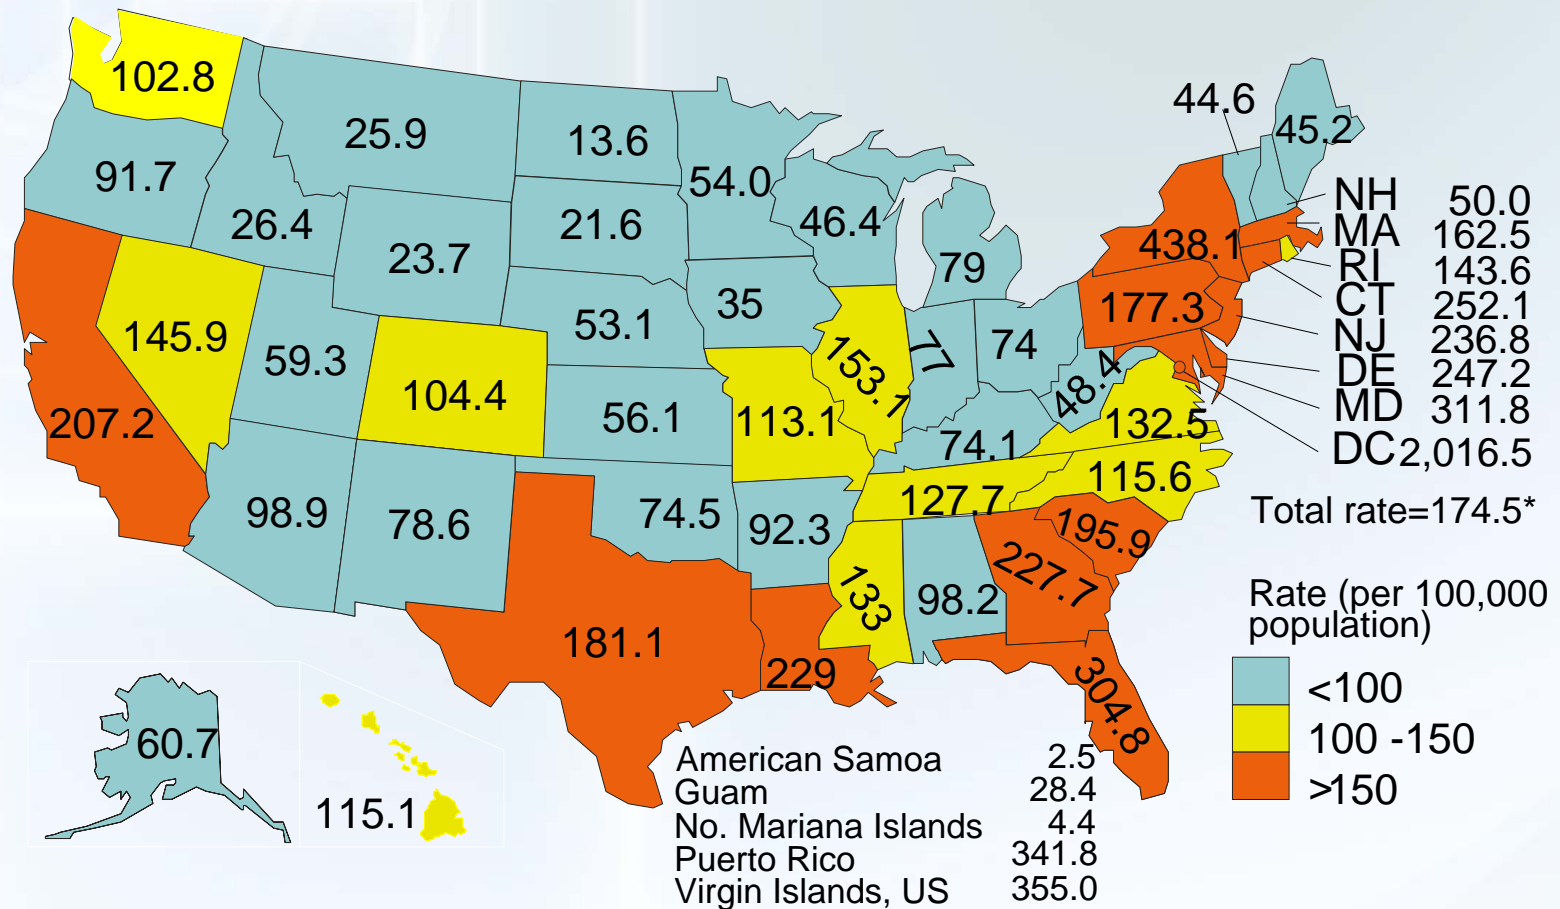 102.8
91.7
25.9
26.4
13.6
21.6
23.7
54.0
46.4
79
44.6
45.2
NH 50.0
MA 162.5
RI 143.6
CT 252.1
NJ 236.8
DE 247.2
MD 311.8
DC 2,016.5
438.1
177.3
207.2
145.9
59.3
104.4
53.1
35
56.1
113.1
153.1
77
74
48.4
132.5
74.1
127.7
115.6
98.9
78.6
74.5
92.3
195.9
227.7
133
98.2
181.1
229
304.8
60.7
115.1
Total rate=174.5*
Rate (per 100,000
population)
<100
100 -150
>150
American Samoa 2.5
Guam 28.4
No. Mariana Islands 4.4
Puerto Rico 341.8
Virgin Islands, US 355.0